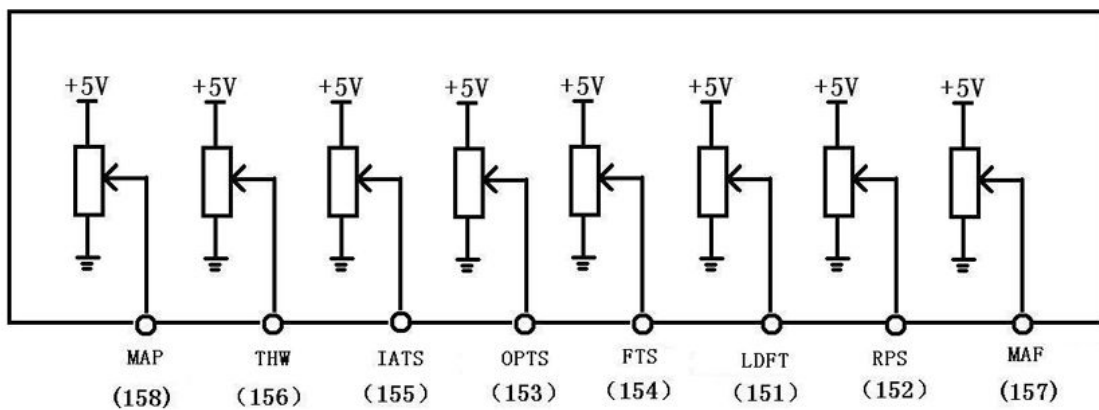 +5V +5V +5V +5V +5V +5V +5V +5V
MAP THW IATS OPTS FTS LDFT RPS MAF
(158) (156) (155) (153) (154) (151) (152) (157)